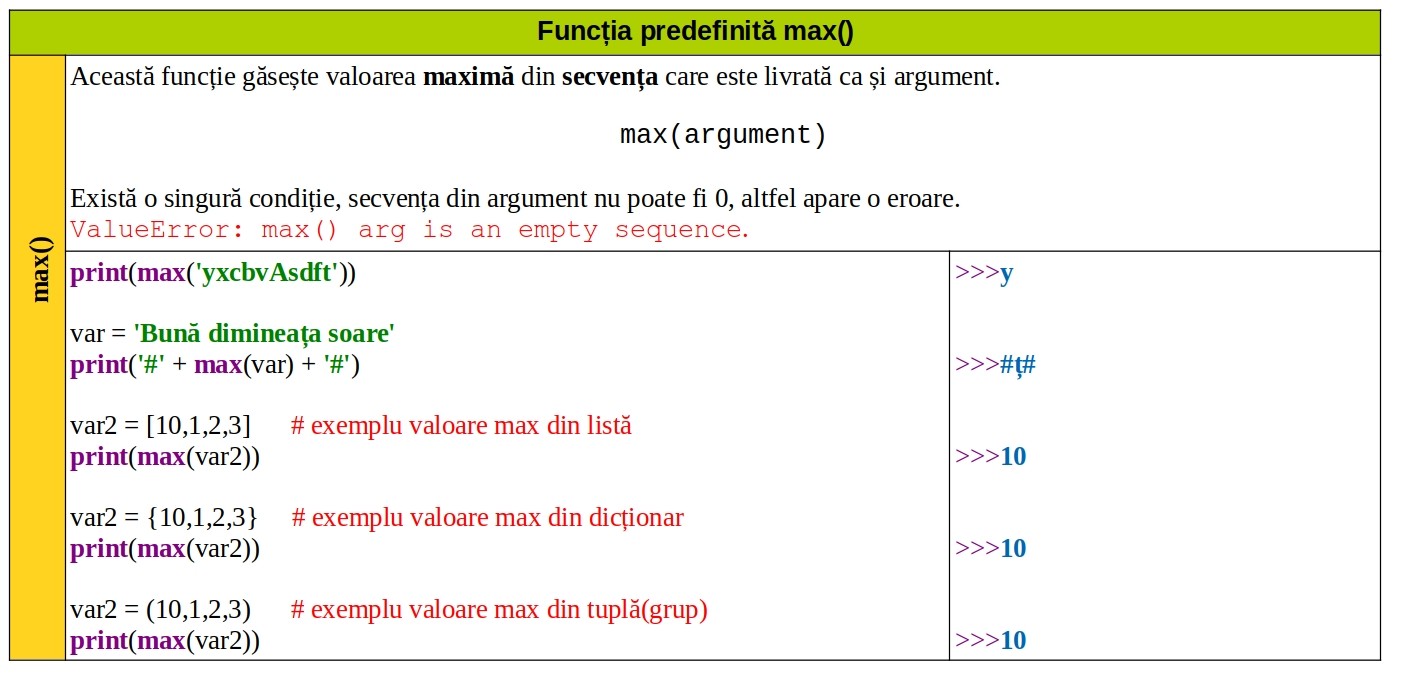 Funcția predefinită max()
max()
Această funcție găsește valoarea maximă din secvența care este livrată ca și argument.
max(argument)
Există o singură condiție, secvența din argument nu poate fi 0, altfel apare o eroare.
ValueError: max() arg is an empty sequence.
print(max('yxcbvAsdft'))
>>>y
var = 'Bună dimineața soare'
print('#' + max(var) + '#')
>>>#ț#
var2 = [10,1,2,3] # exemplu valoare max din listă
print(max(var2))
>>>10
var2 = {10,1,2,3} # exemplu valoare max din dicționar
print(max(var2))
>>>10
var2 = (10,1,2,3) # exemplu valoare max din tuplă(grup)
print(max(var2))
>>>10